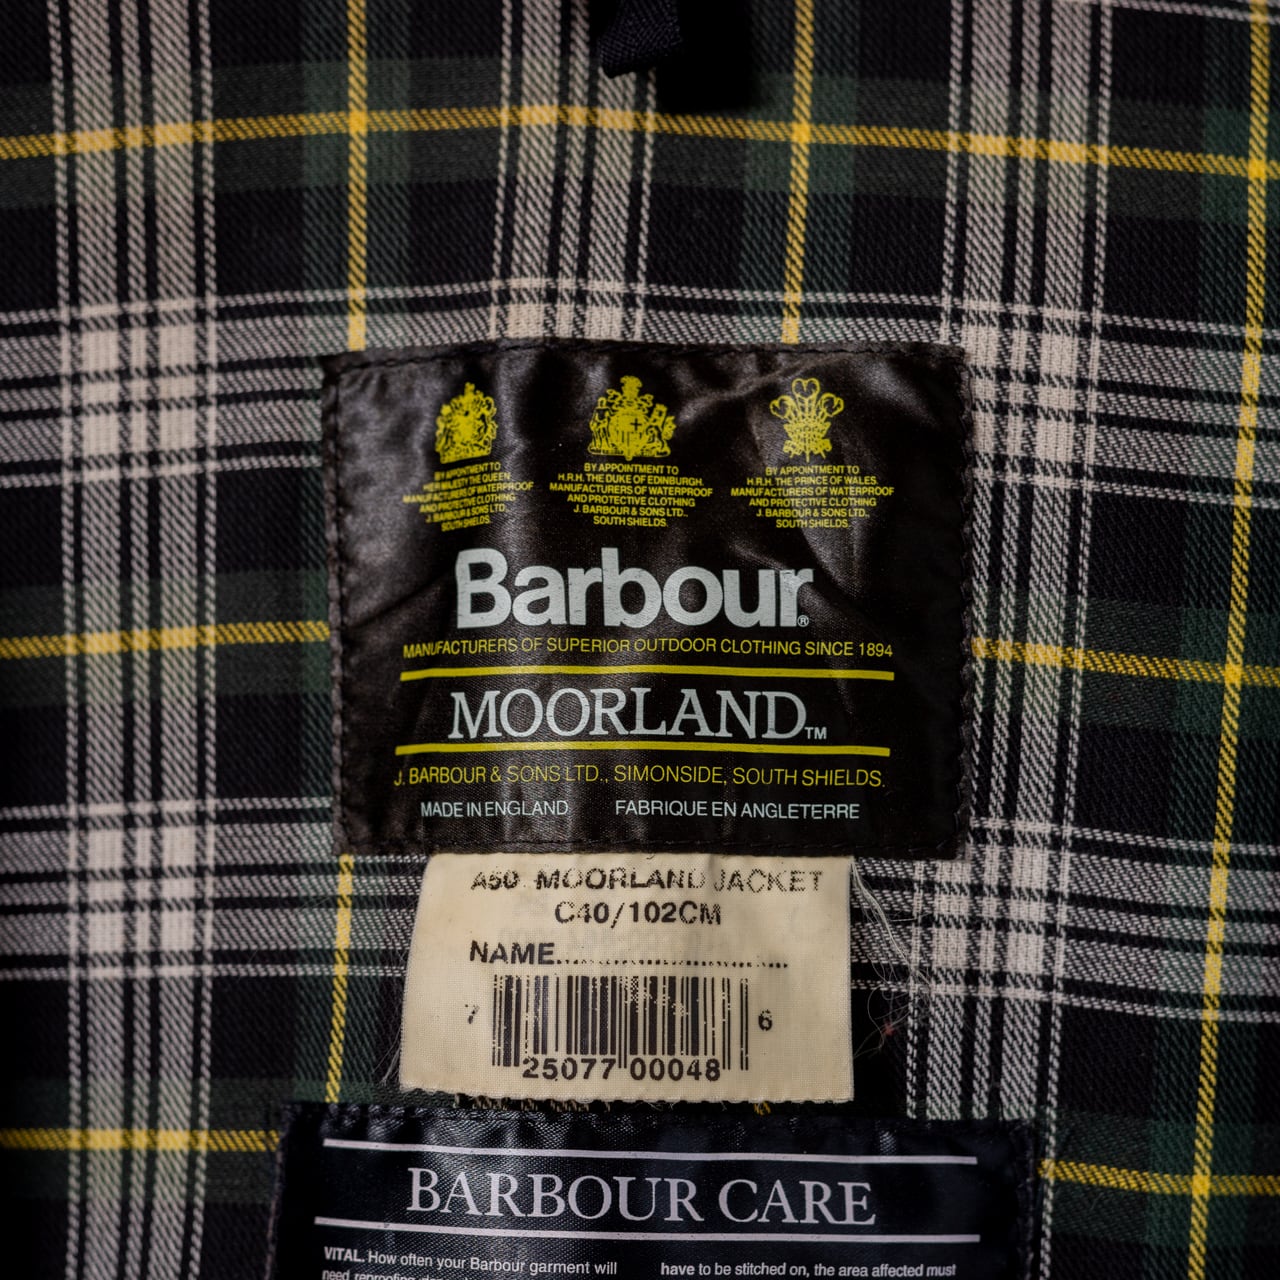 BY APPOINTMENT TO
HER MAJESTY THE QUEEN
MANUFACTURERS OF WATERPROOF
AND PROTECTIVE CLOTHING
J. BARBOUR & SONS LTD.,
SOUTH SHIELDS.
BY APPOINTMENT TO
H.R.H. THE DUKE OF EDINBURGH.
MANUFACTURERS OF WATERPROOF
AND PROTECTIVE CLOTHING
J. BARBOUR & SONS LTD.,
SOUTH SHIELDS.
BY APPOINTMENT TO
H.R.H. THE PRINCE OF WALES.
MANUFACTURERS OF WATERPROOF
AND PROTECTIVE CLOTHING
J. BARBOUR & SONS LTD.,
SOUTH SHIELDS.
Barbour®
MANUFACTURERS OF SUPERIOR OUTDOOR CLOTHING SINCE 1894
MOORLAND™
J. BARBOUR & SONS LTD., SIMONSIDE, SOUTH SHIELDS.
MADE IN ENGLAND FABRIQUE EN ANGLETERRE
A50 MOORLAND JACKET
C40/102CM
NAME..............................
7 25077 00048 6
BARBOUR CARE
VITAL. How often your Barbour garment will
need reproofing
have to be stitched on, the area affected must